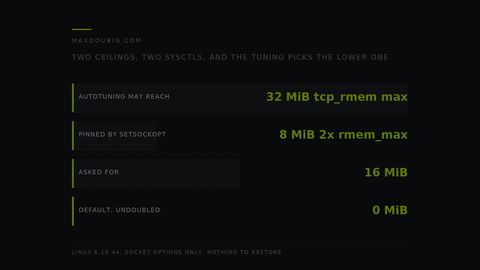 MAXDOURIN.COM
TWO CEILINGS, TWO SYSCTLS, AND THE TUNING PICKS THE LOWER ONE
AUTOTUNING MAY REACH 32 MiB tcp_rmem max
PINNED BY SETSOCKOPT 8 MiB 2x rmem_max
ASKED FOR 16 MiB
DEFAULT, UNDOUBLED 0 MiB
LINUX 6.18.44, SOCKET OPTIONS ONLY, NOTHING TO RESTORE